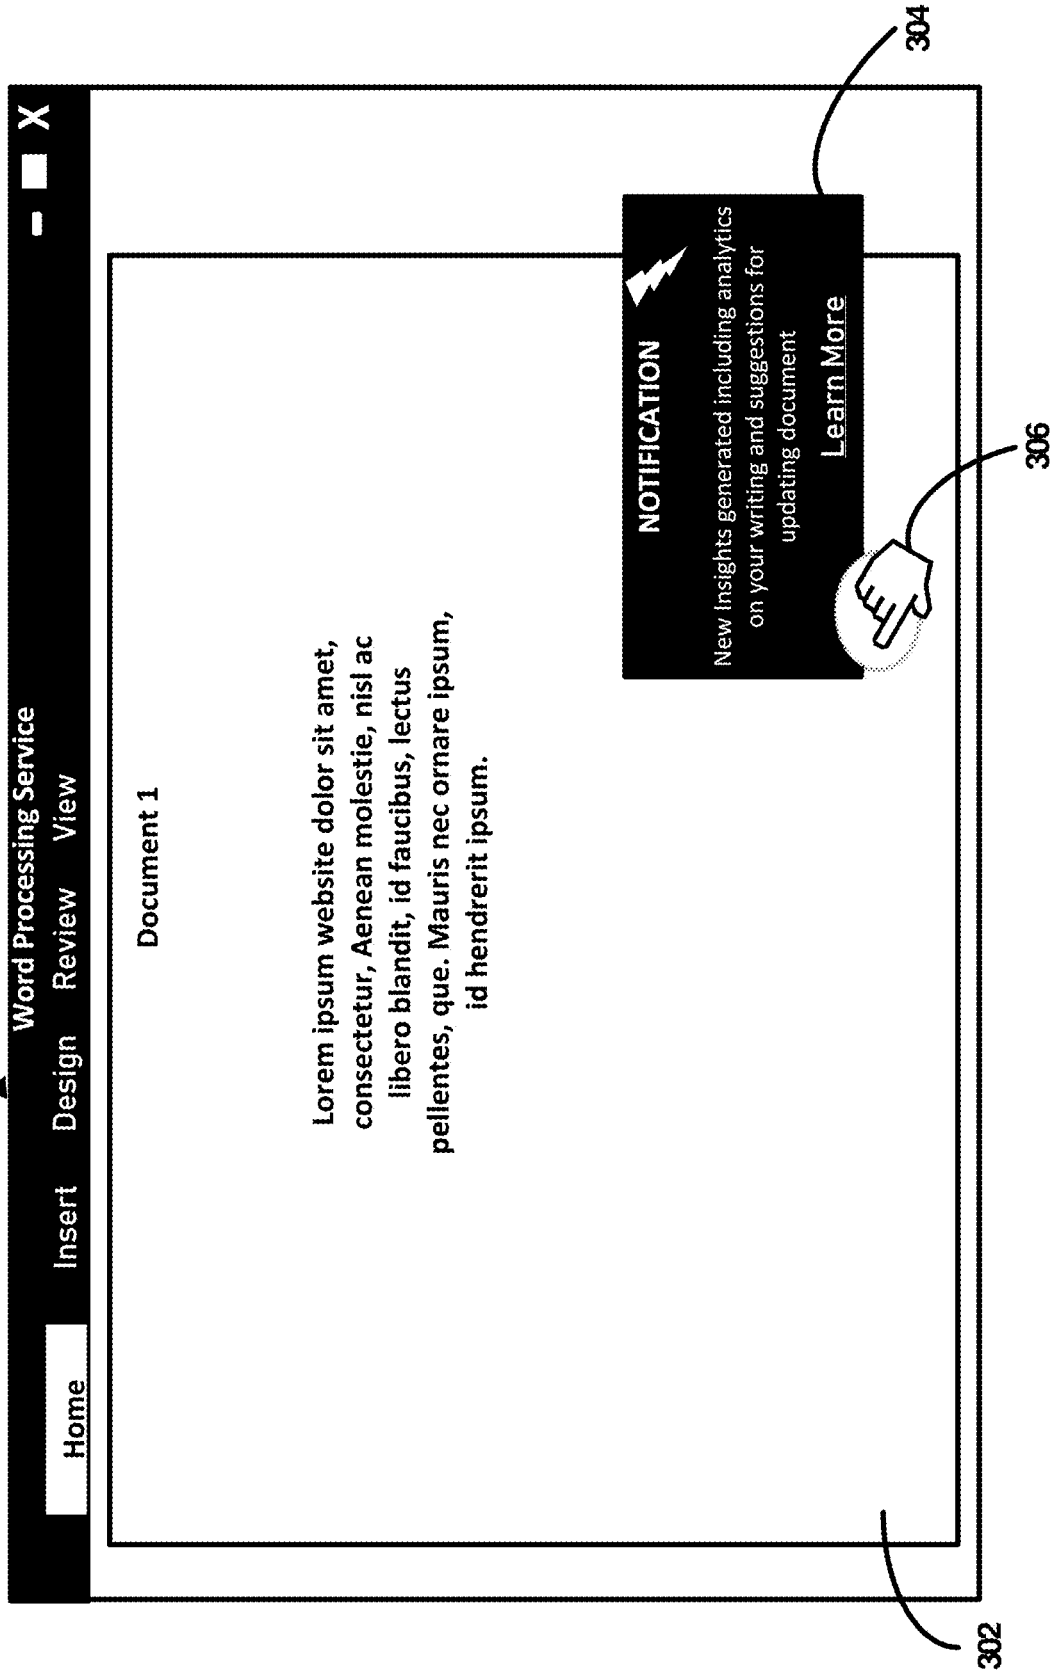 Word Processing Service
X
Home Insert Design Review View
Document 1
Lorem ipsum website dolor sit amet,
consectetur, Aenean molestie, nisl ac
libero blandit, id faucibus, lectus
pellentes, que. Mauris nec ornare ipsum,
id hendrerit ipsum.
NOTIFICATION
New Insights generated including analytics
on your writing and suggestions for
updating document
Learn More
302
306
304